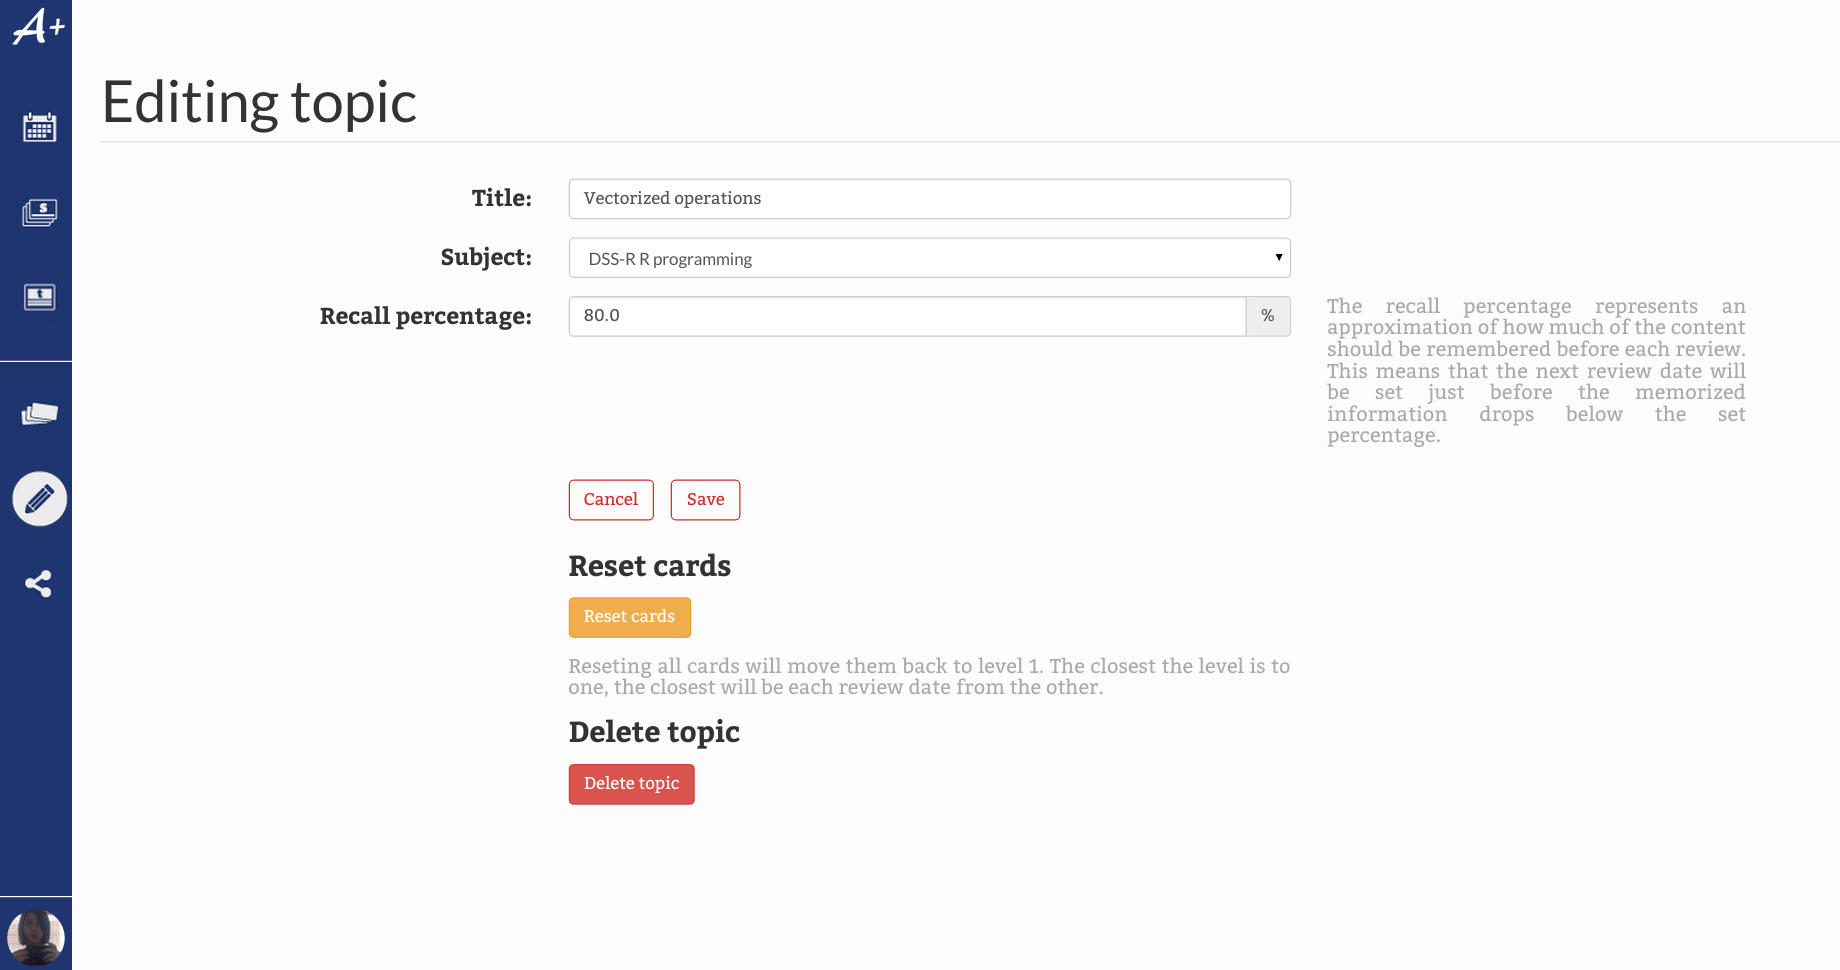 A+
Editing topic
Title:
Vectorized operations
Subject:
DSS-R R programming
Recall percentage:
80.0
%
The recall percentage represents an
approximation of how much of the content
should be remembered before each review.
This means that the next review date will
be set just before the memorized
information drops below the set
percentage.
s
t
Cancel
Save
Reset cards
Reset cards
Reseting all cards will move them back to level 1. The closest the level is to
one, the closest will be each review date from the other.
Delete topic
Delete topic